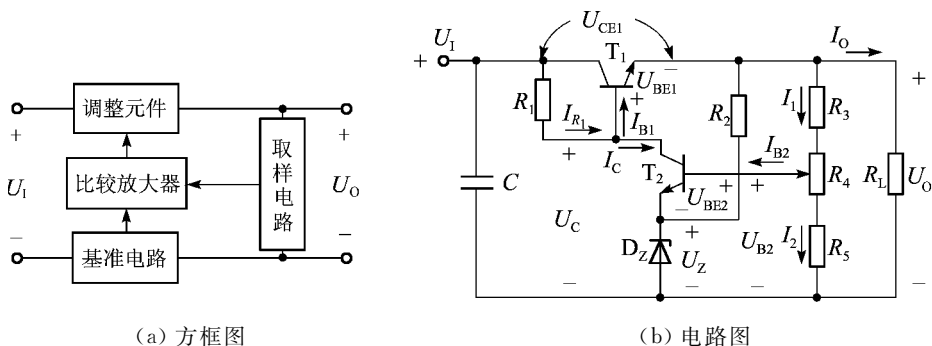 U_I
+
−
调整元件
比较放大器
基准电路
取样电路
+
U_O
−
(a) 方框图
+ U_I
U_CE1
T_1
−
U_BE1
+
I_O
R_1
I_R1
I_B1
+
I_C
T_2
R_2
I_1
R_3
I_B2
R_4
R_L
+
U_O
−
C
U_C
−
U_BE2
+
+
−
+
D_Z
U_Z
−
U_B2
−
I_2
R_5
(b) 电路图